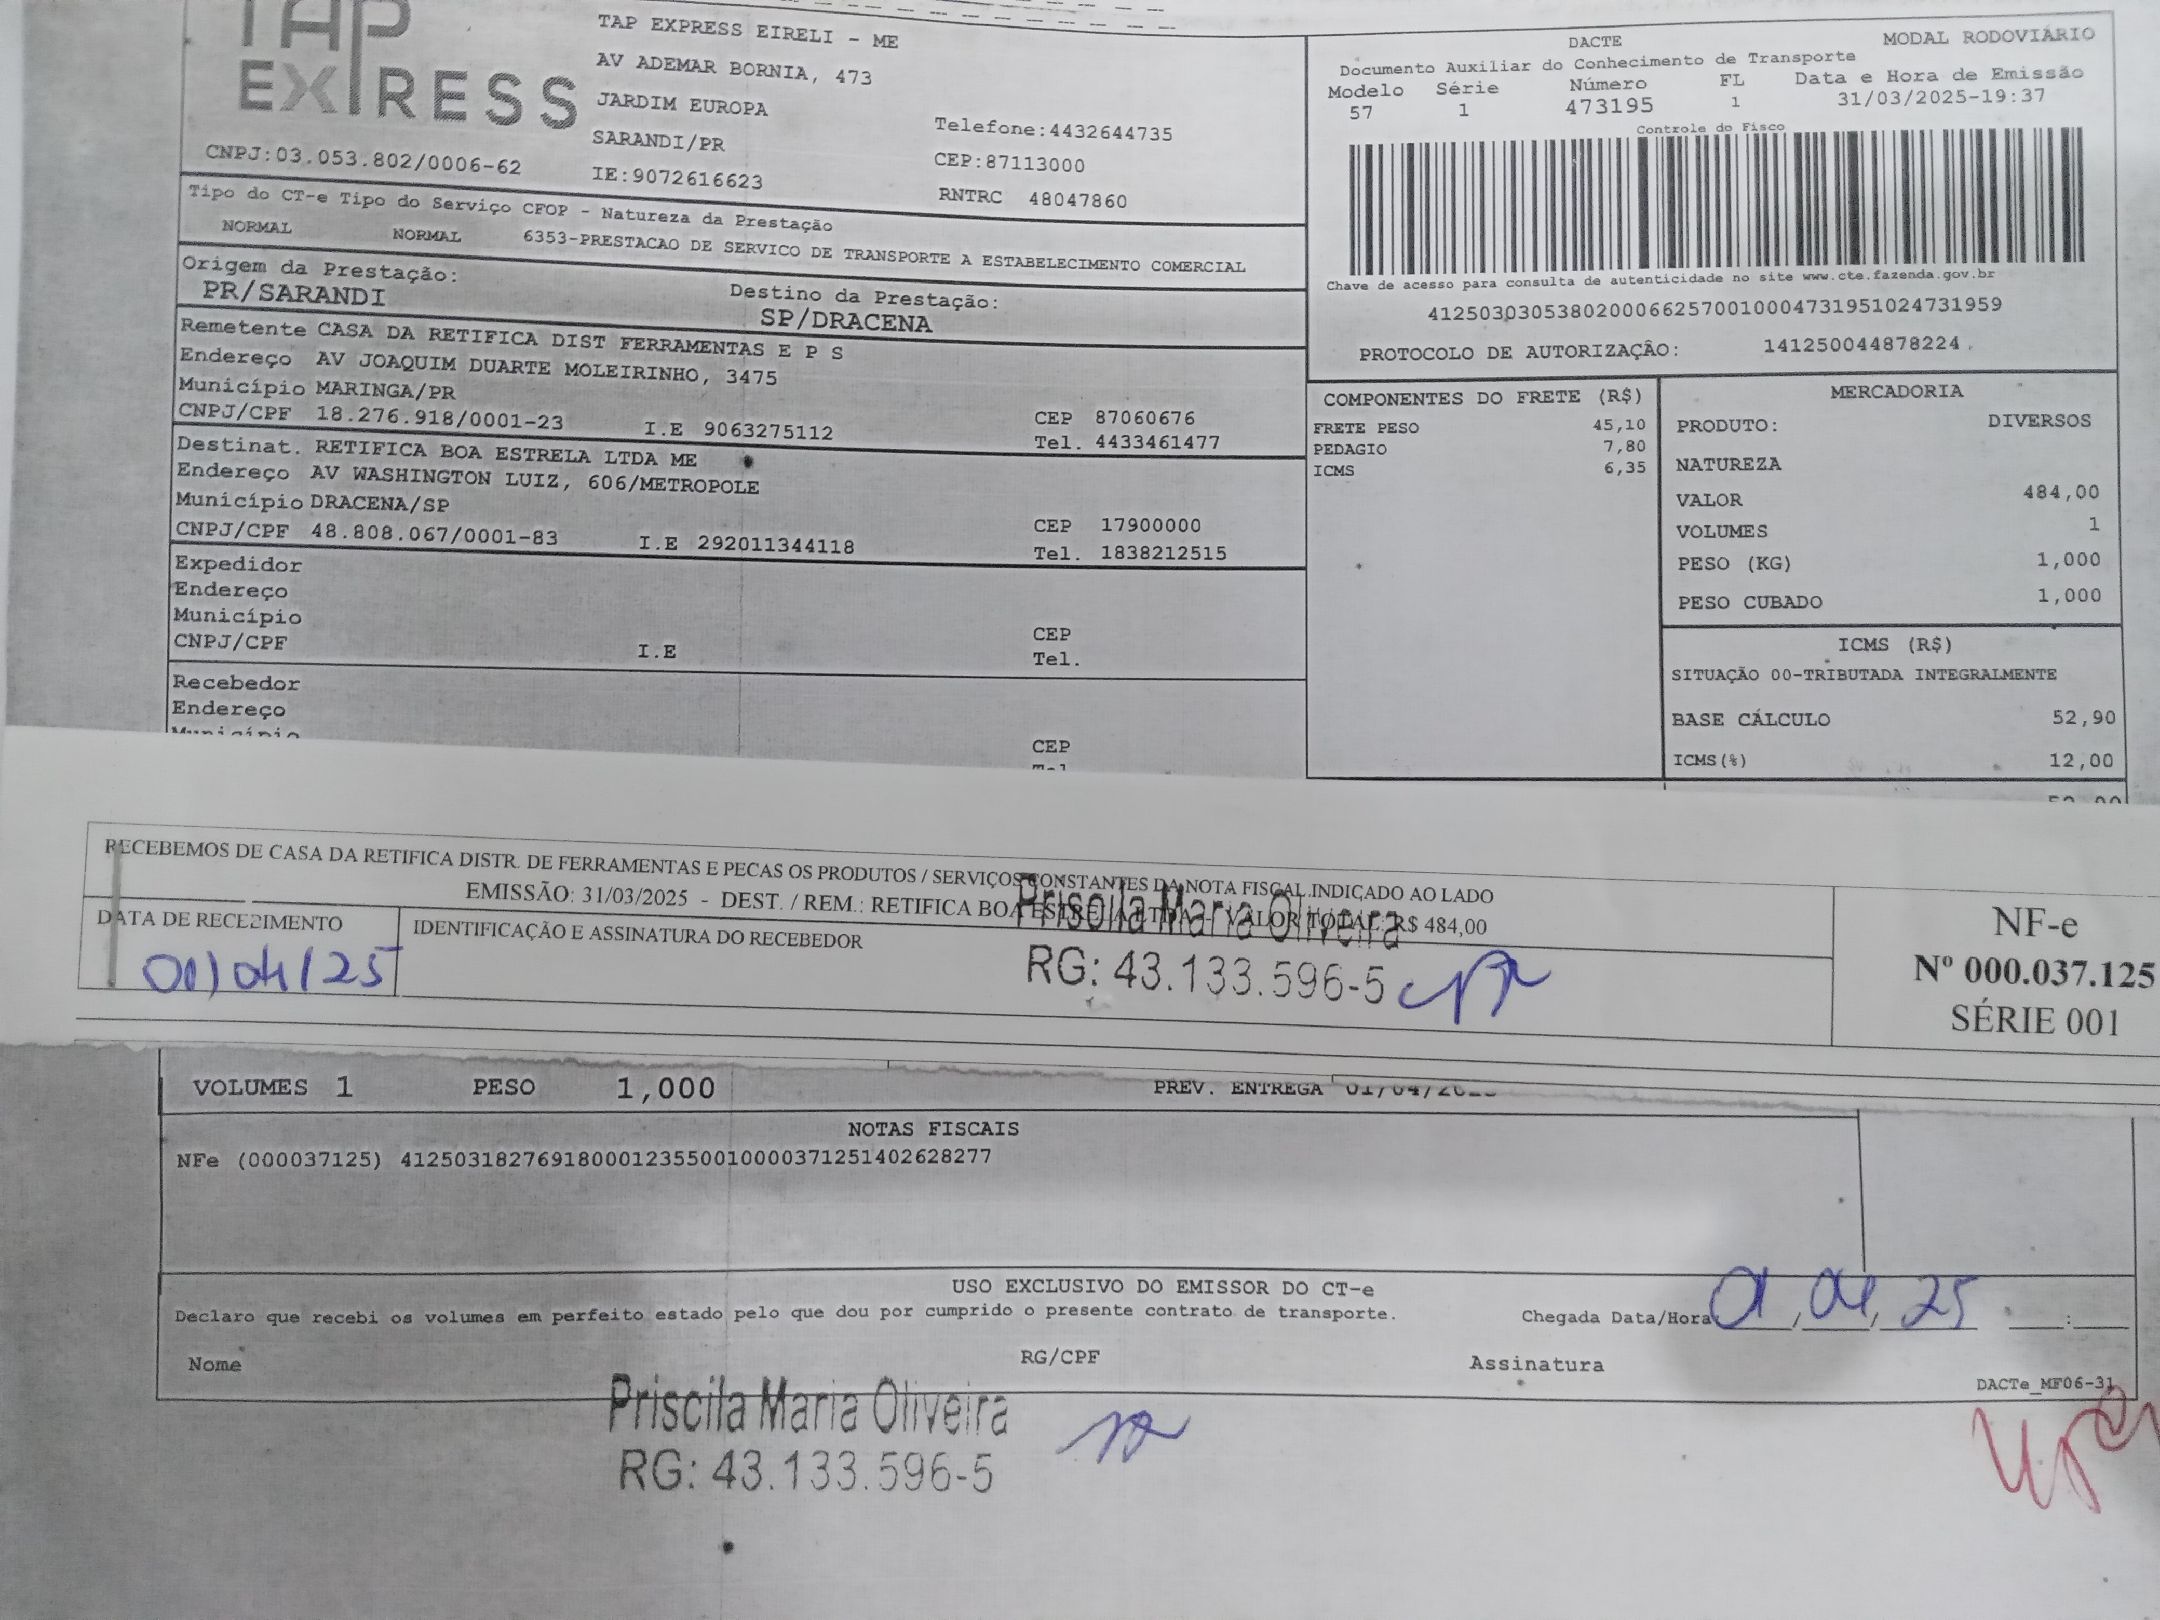 TAP
EXPRESS
CNPJ:03.053.802/0006-62
TAP EXPRESS EIRELI - ME
AV ADEMAR BORNIA, 473
JARDIM EUROPA
SARANDI/PR
IE:9072616623
Telefone:4432644735
CEP:87113000
RNTRC 48047860
DACTE MODAL RODOVIÁRIO
Documento Auxiliar do Conhecimento de Transporte
Modelo Série Número FL Data e Hora de Emissão
57 1 473195 1 31/03/2025-19:37
Controle do Fisco
Chave de acesso para consulta de autenticidade no site www.cte.fazenda.gov.br
41250303053802000662570010004731951024731959
PROTOCOLO DE AUTORIZAÇÃO: 141250044878224
Tipo do CT-e Tipo do Serviço CFOP - Natureza da Prestação
NORMAL NORMAL 6353-PRESTACAO DE SERVICO DE TRANSPORTE A ESTABELECIMENTO COMERCIAL
Origem da Prestação: Destino da Prestação:
PR/SARANDI SP/DRACENA
Remetente CASA DA RETIFICA DIST FERRAMENTAS E P S
Endereço AV JOAQUIM DUARTE MOLEIRINHO, 3475
Município MARINGA/PR CEP 87060676
CNPJ/CPF 18.276.918/0001-23 I.E 9063275112 Tel. 4433461477
Destinat. RETIFICA BOA ESTRELA LTDA ME
Endereço AV WASHINGTON LUIZ, 606/METROPOLE
Município DRACENA/SP CEP 17900000
CNPJ/CPF 48.808.067/0001-83 I.E 292011344118 Tel. 1838212515
Expedidor
Endereço
Município CEP
CNPJ/CPF I.E Tel.
Recebedor
Endereço
Município CEP
COMPONENTES DO FRETE (R$)
FRETE PESO 45,10
PEDAGIO 7,80
ICMS 6,35
MERCADORIA
PRODUTO: DIVERSOS
NATUREZA
VALOR 484,00
VOLUMES 1
PESO (KG) 1,000
PESO CUBADO 1,000
ICMS (R$)
SITUAÇÃO 00-TRIBUTADA INTEGRALMENTE
BASE CÁLCULO 52,90
ICMS(%) 12,00
RECEBEMOS DE CASA DA RETIFICA DISTR. DE FERRAMENTAS E PECAS OS PRODUTOS / SERVIÇOS CONSTANTES DA NOTA FISCAL INDICADO AO LADO
EMISSÃO: 31/03/2025 - DEST. / REM.: RETIFICA BOA ESTRELA LTDA - VALOR TOTAL: R$ 484,00
DATA DE RECEBIMENTO IDENTIFICAÇÃO E ASSINATURA DO RECEBEDOR
01/04/25
Priscila Maria Oliveira
RG: 43.133.596-5
NF-e
Nº 000.037.125
SÉRIE 001
VOLUMES 1 PESO 1,000 PREV. ENTREGA 01/04/
NOTAS FISCAIS
NFe (000037125) 41250318276918000123550010000371251402628277
USO EXCLUSIVO DO EMISSOR DO CT-e
Declaro que recebi os volumes em perfeito estado pelo que dou por cumprido o presente contrato de transporte. Chegada Data/Hora 01/04/25 :
Nome RG/CPF Assinatura
DACTe_MF06-31
Priscila Maria Oliveira
RG: 43.133.596-5